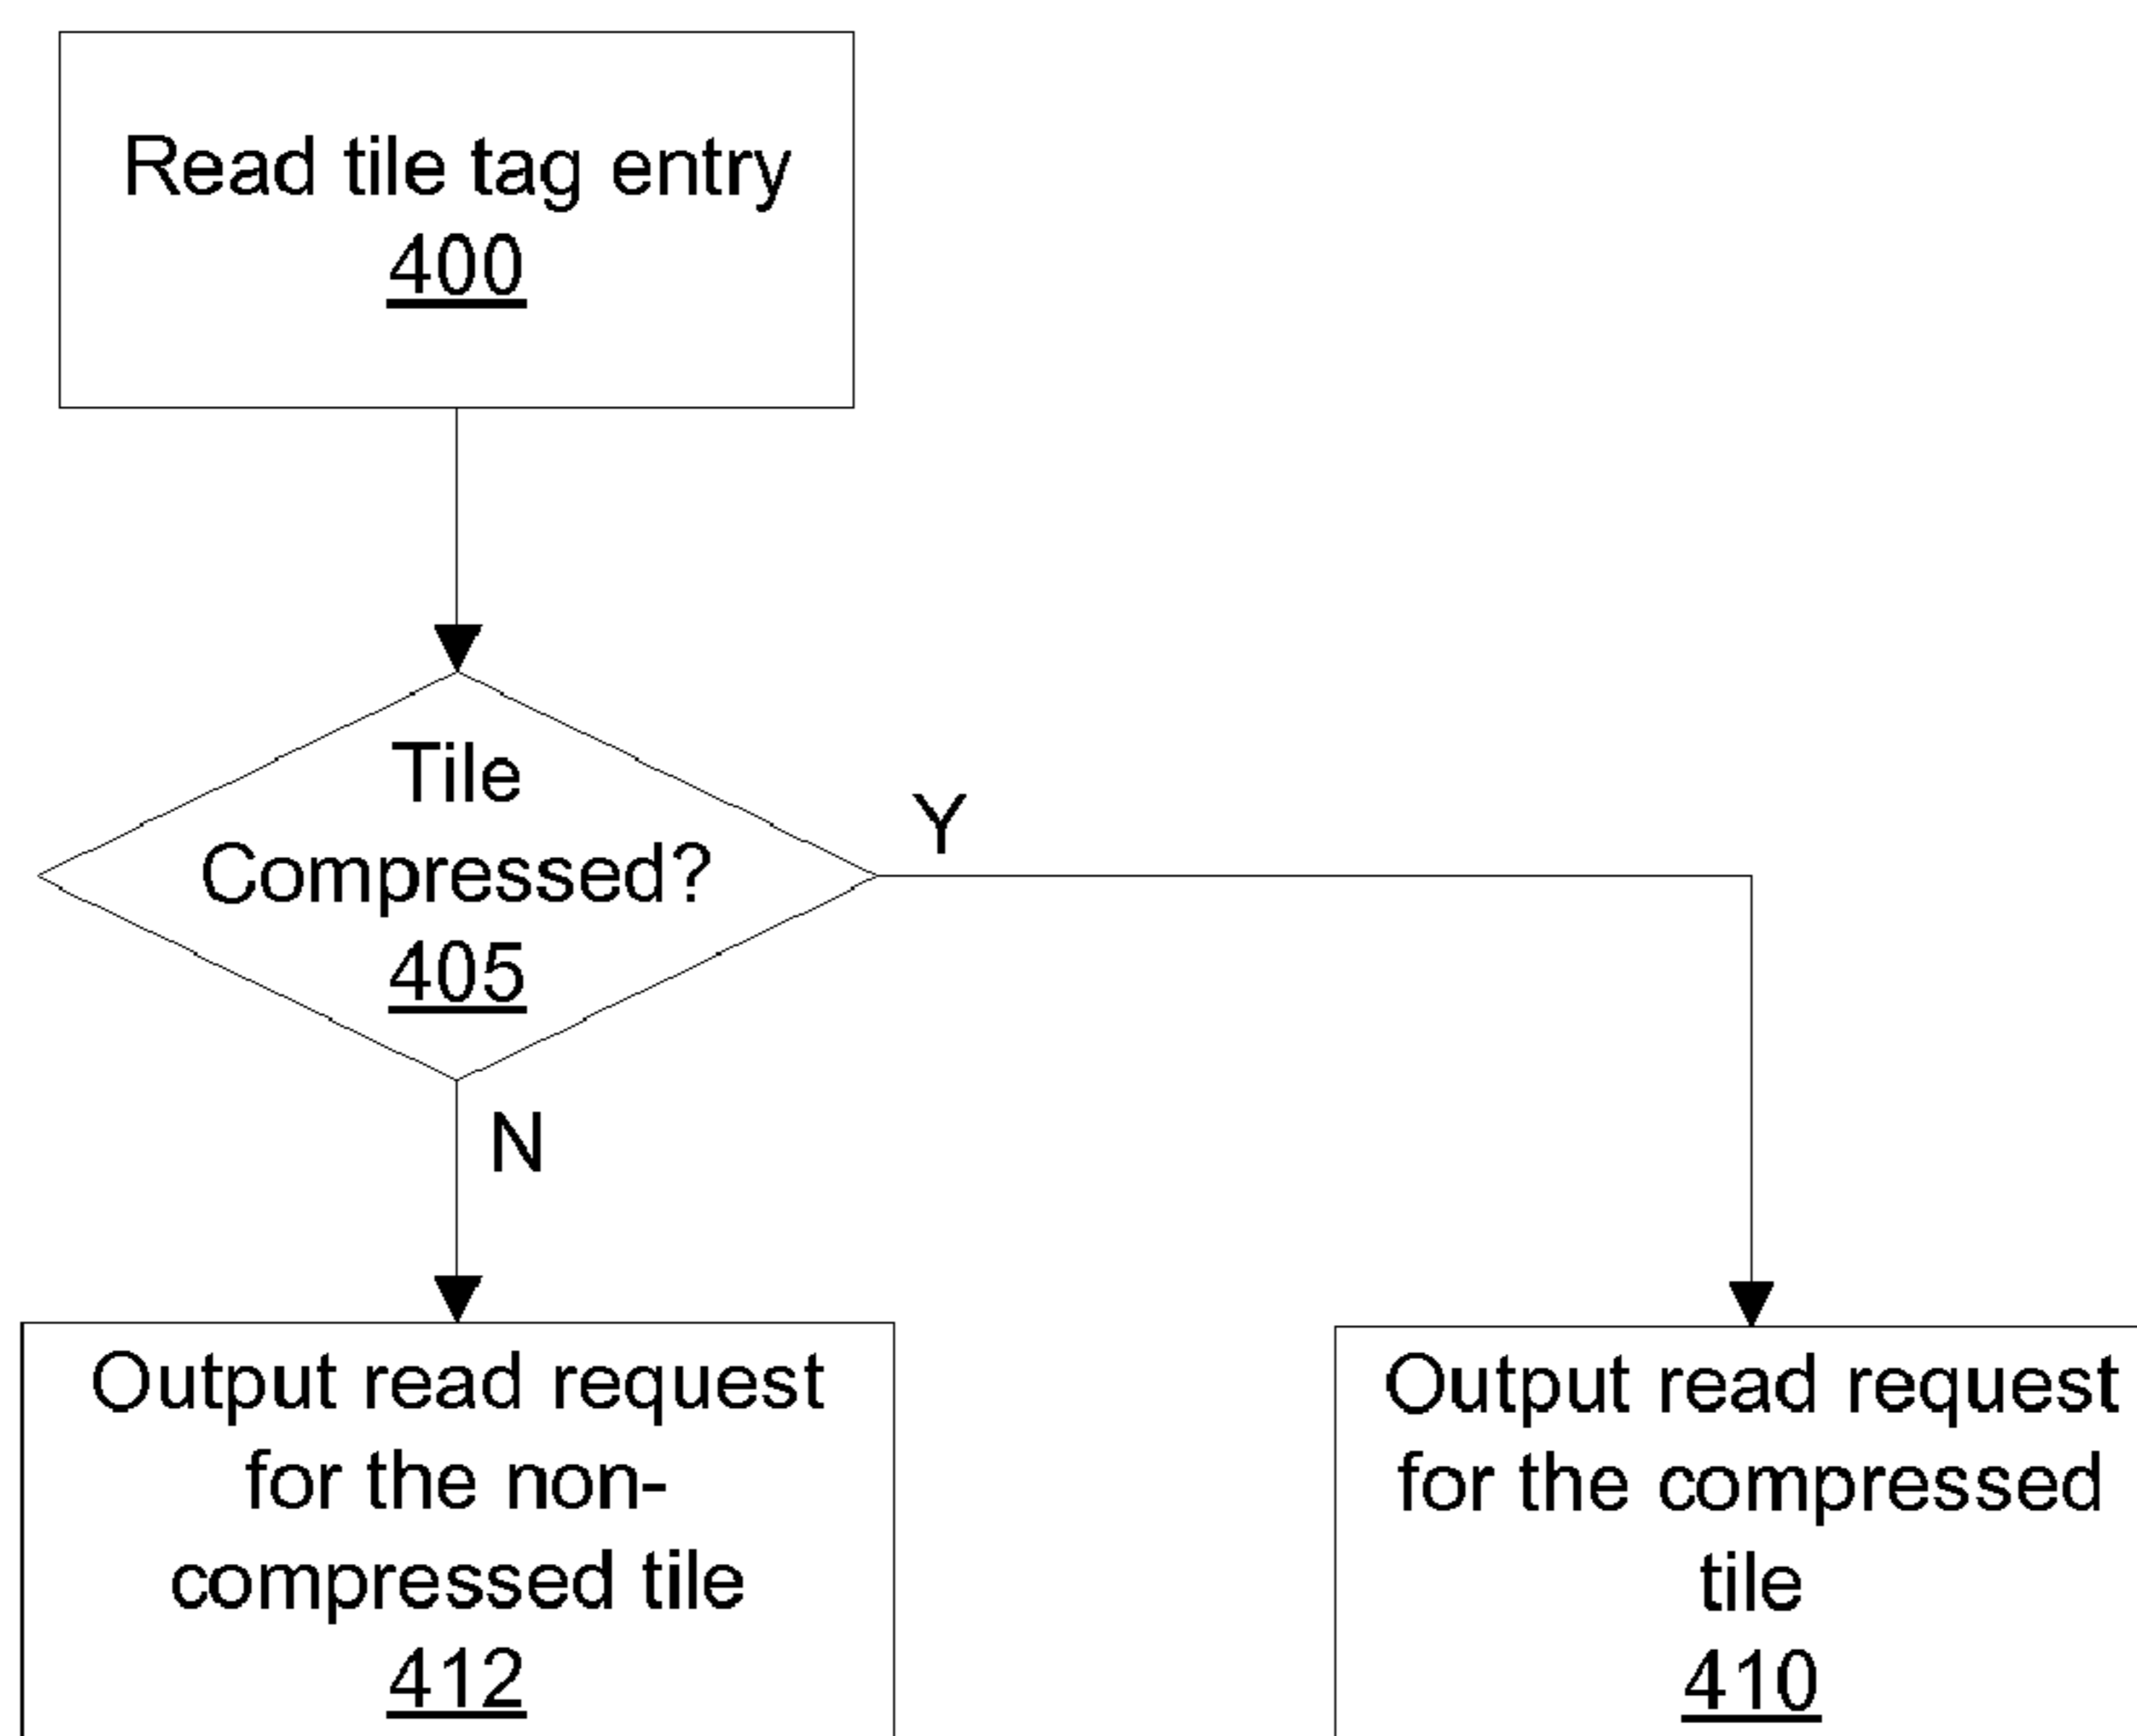 Read tile tag entry
400
Tile
Compressed?
405
Y
N
Output read request
for the non-
compressed tile
412
Output read request
for the compressed
tile
410